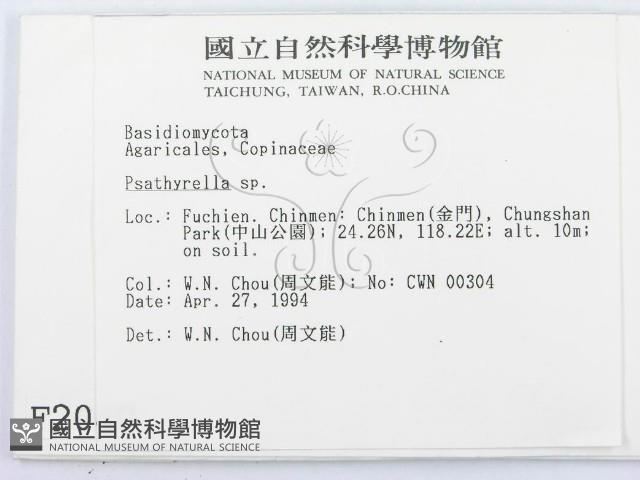 國立自然科學博物館
NATIONAL MUSEUM OF NATURAL SCIENCE
TAICHUNG, TAIWAN, R.O.CHINA
Basidiomycota
Agaricales, Copinaceae
Psathyrella sp.
Loc.: Fuchien. Chinmen: Chinmen(金門), Chungshan
Park(中山公園); 24.26N, 118.22E; alt. 10m;
on soil.
Col.: W.N. Chou(周文能); No: CWN 00304
Date: Apr. 27, 1994
Det.: W.N. Chou(周文能)
F20
國立自然科學博物館
NATIONAL MUSEUM OF NATURAL SCIENCE